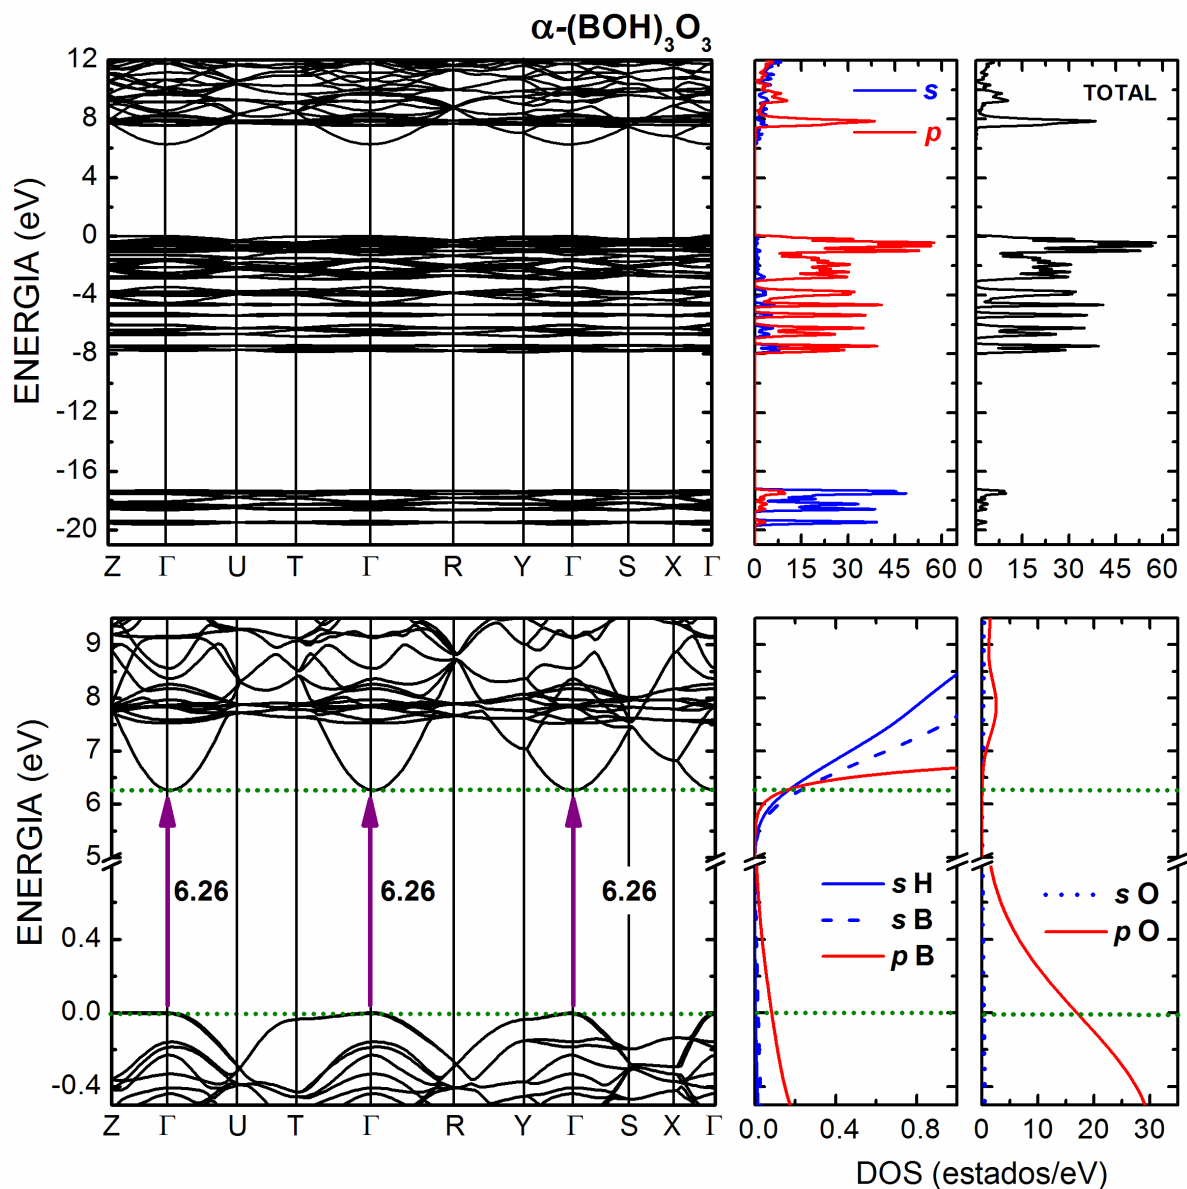 α-(BOH)₃O₃
ENERGIA (eV)
12
8
4
0
-4
-8
-12
-16
-20
Z Γ U T Γ R Y Γ S X Γ
s
p
0 15 30 45 60
TOTAL
0 15 30 45 60
ENERGIA (eV)
9
8
7
6
5
0.4
0.0
-0.4
6.26 6.26 6.26
Z Γ U T Γ R Y Γ S X Γ
s H
s B
p B
0.0 0.4 0.8
s O
p O
0 10 20 30
DOS (estados/eV)